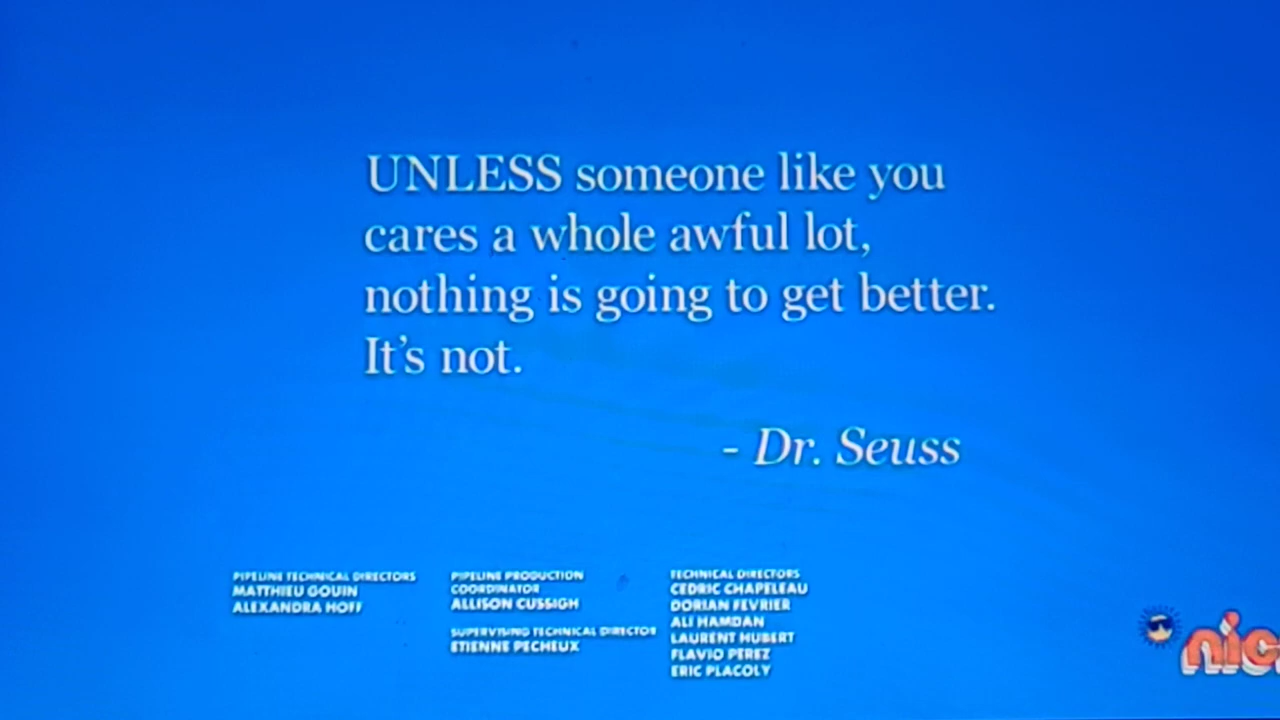 UNLESS someone like you
cares a whole awful lot,
nothing is going to get better.
It's not.
- Dr. Seuss
PIPELINE TECHNICAL DIRECTORS
MATTHIEU GOUIN
ALEXANDRA HOFF
PIPELINE PRODUCTION
COORDINATOR
ALLISON CUSSIGH
SUPERVISING TECHNICAL DIRECTOR
ETIENNE PECHEUX
TECHNICAL DIRECTORS
CEDRIC CHAPELEAU
DORIAN FEVRIER
ALI HAMDAN
LAURENT HUBERT
FLAVIO PEREZ
ERIC PLACOLY
nic